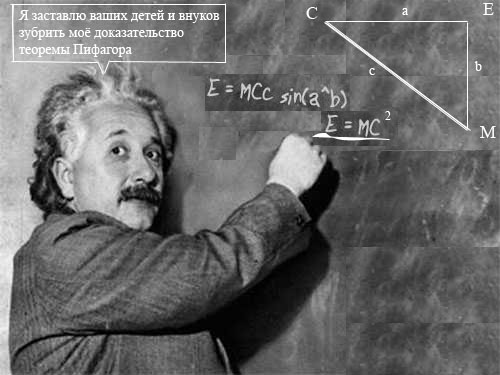 Я заставлю ваших детей и внуков
зубрить моё доказательство
теоремы Пифагора
C a E
b
c
M
E = MCc sin(a^b)
E = MC²